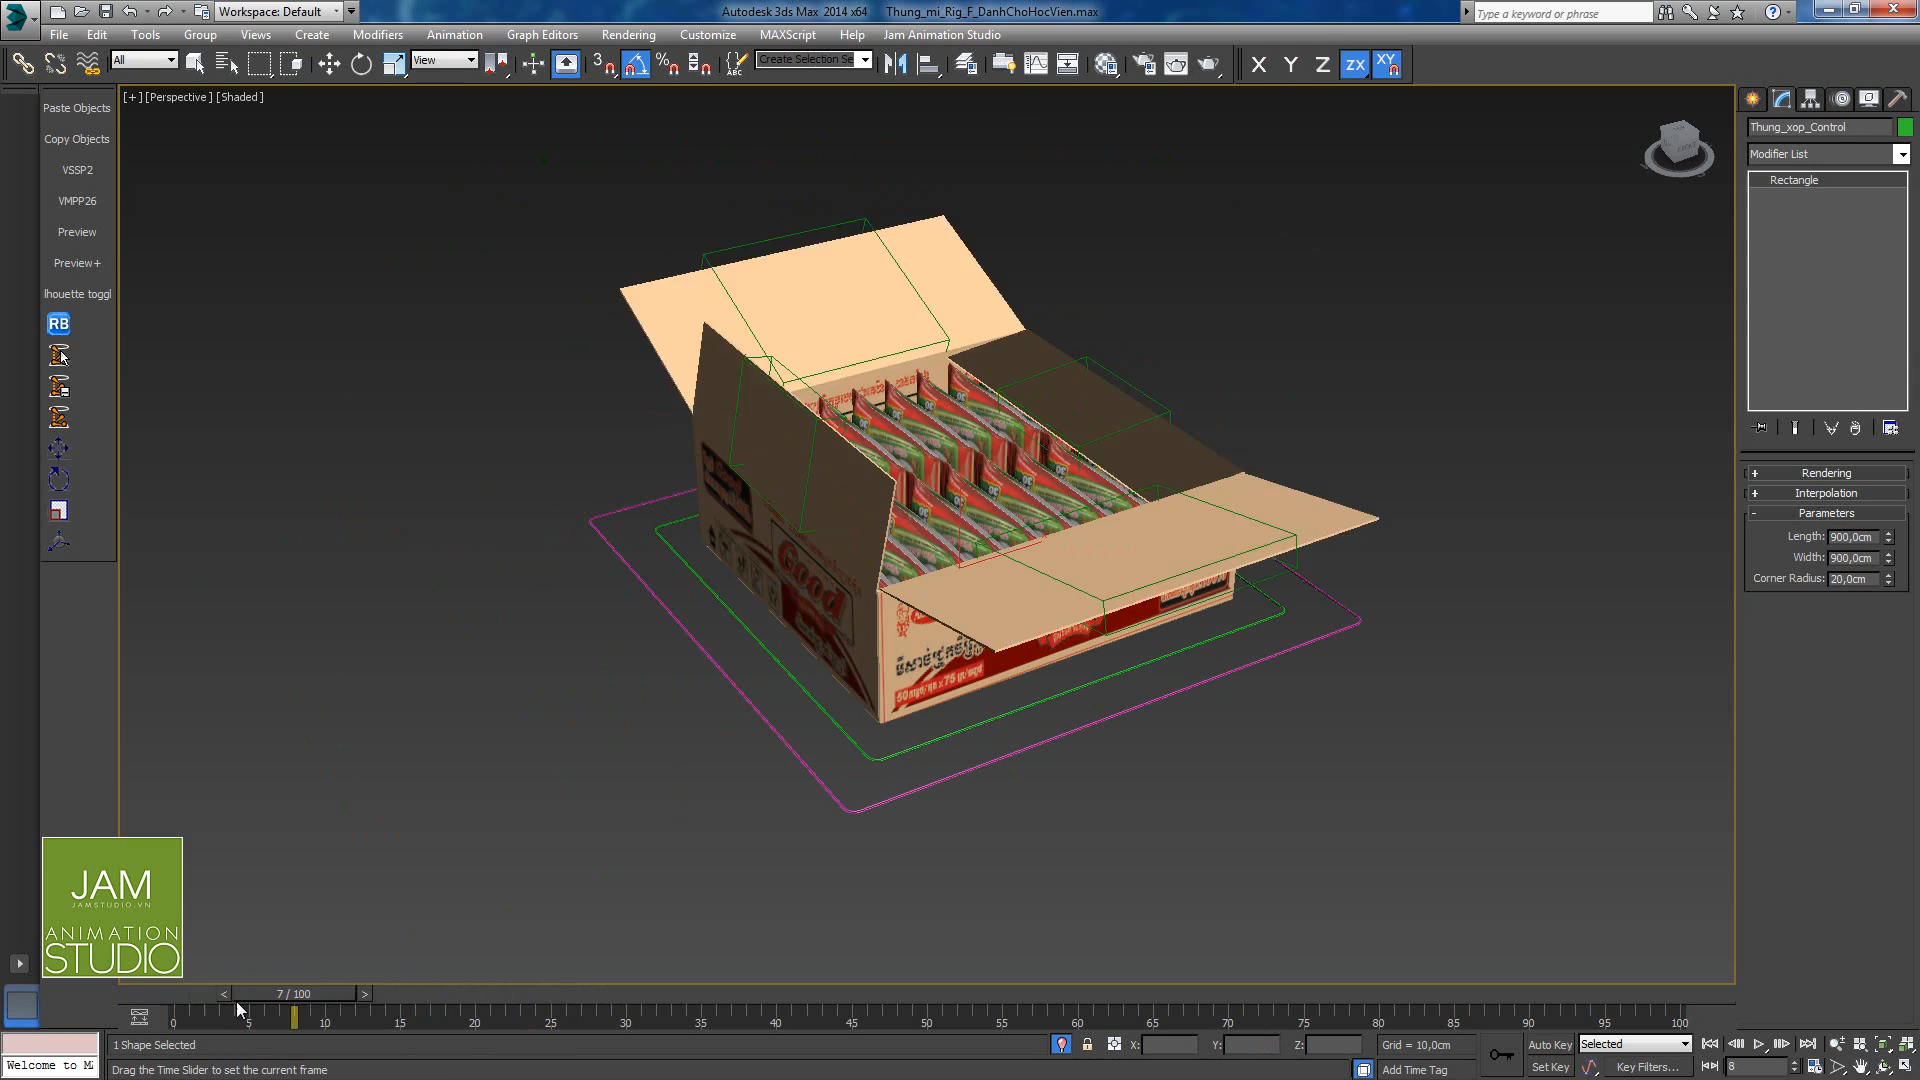 Workspace: Default
Autodesk 3ds Max 2014 x64 Thung_mi_Rig_F_DanhChoHocVien.max
Type a keyword or phrase
File Edit Tools Group Views Create Modifiers Animation Graph Editors Rendering Customize MAXScript Help Jam Animation Studio
All
View
3
%
ABC
Create Selection Se
X Y Z ZX XY
[+] [Perspective] [Shaded]
Paste Objects
Copy Objects
VSSP2
VMPP26
Preview
Preview+
lhouette toggl
RB
Thung_xop_Control
Modifier List
Rectangle
+ Rendering
+ Interpolation
- Parameters
Length: 900,0cm
Width: 900,0cm
Corner Radius: 20,0cm
Good
JAM
JAMSTUDIO.VN
ANIMATION
STUDIO
< 7 / 100 >
0 5 10 15 20 25 30 35 40 45 50 55 60 65 70 75 80 85 90 95 100
1 Shape Selected
X: Y: Z: Grid = 10,0cm
Auto Key Selected
Welcome to M
Drag the Time Slider to set the current frame
Add Time Tag
Set Key Key Filters... 8